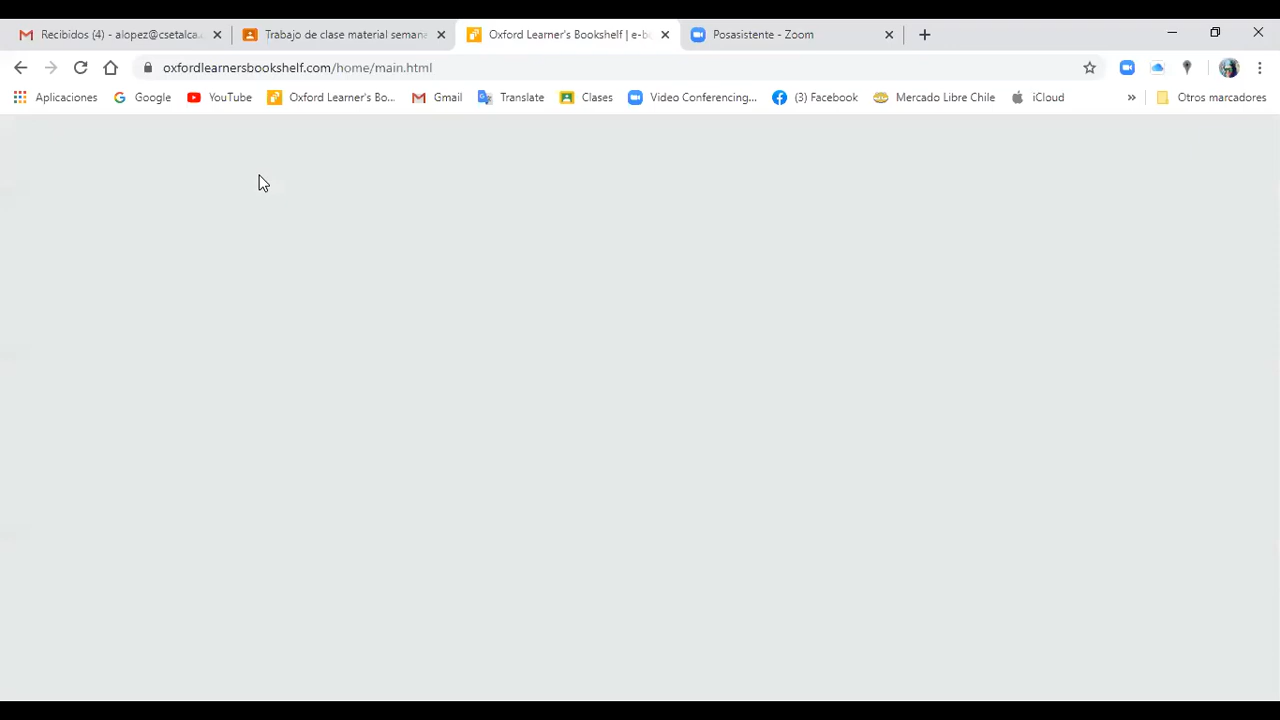 Recibidos (4) - alopez@csetalca. Trabajo de clase material semana Oxford Learner's Bookshelf | e-b Posasistente - Zoom
oxfordlearnersbookshelf.com/home/main.html
Aplicaciones Google YouTube Oxford Learner's Bo... Gmail Translate Clases Video Conferencing,... (3) Facebook Mercado Libre Chile iCloud » Otros marcadores